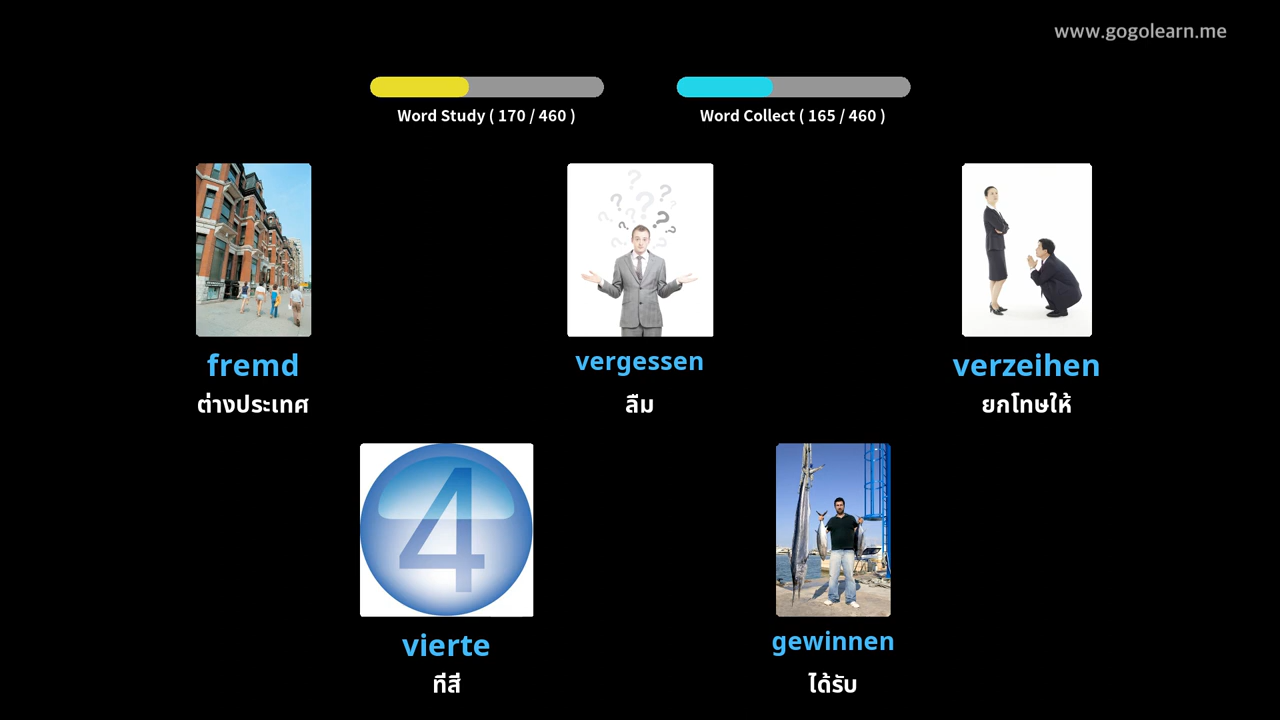 www.gogolearn.me
Word Study ( 170 / 460 )
Word Collect ( 165 / 460 )
fremd
ต่างประเทศ
vergessen
ลืม
verzeihen
ยกโทษให้
4
vierte
ที่สี่
gewinnen
ได้รับ